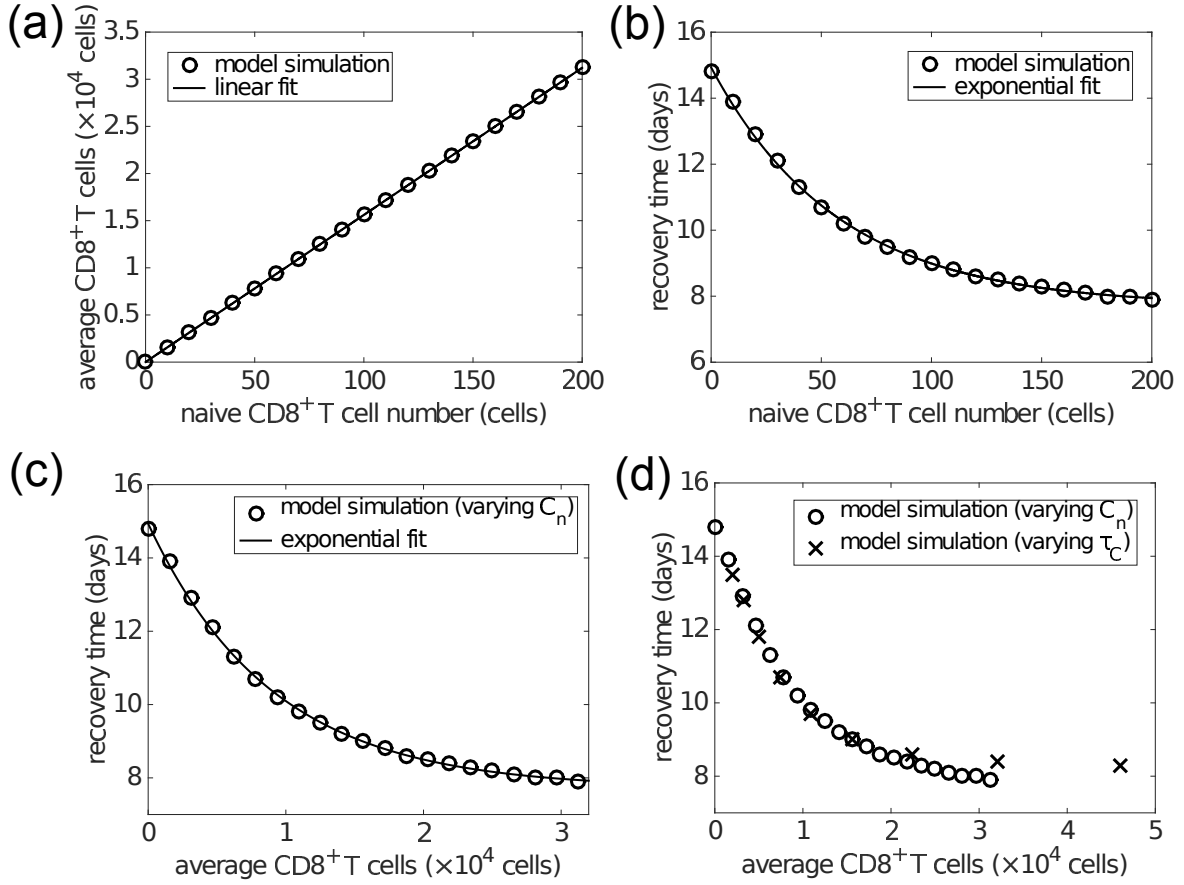 (a)
average CD8+T cells (×10^4 cells)
3.5
3
2.5
2
1.5
1
0.5
0
model simulation
linear fit
0 50 100 150 200
naive CD8+T cell number (cells)
(b)
recovery time (days)
16
14
12
10
8
6
model simulation
exponential fit
0 50 100 150 200
naive CD8+T cell number (cells)
(c)
recovery time (days)
16
14
12
10
8
model simulation (varying C_n)
exponential fit
0 1 2 3
average CD8+T cells (×10^4 cells)
(d)
recovery time (days)
16
14
12
10
8
model simulation (varying C_n)
model simulation (varying τ_C)
0 1 2 3 4 5
average CD8+T cells (×10^4 cells)